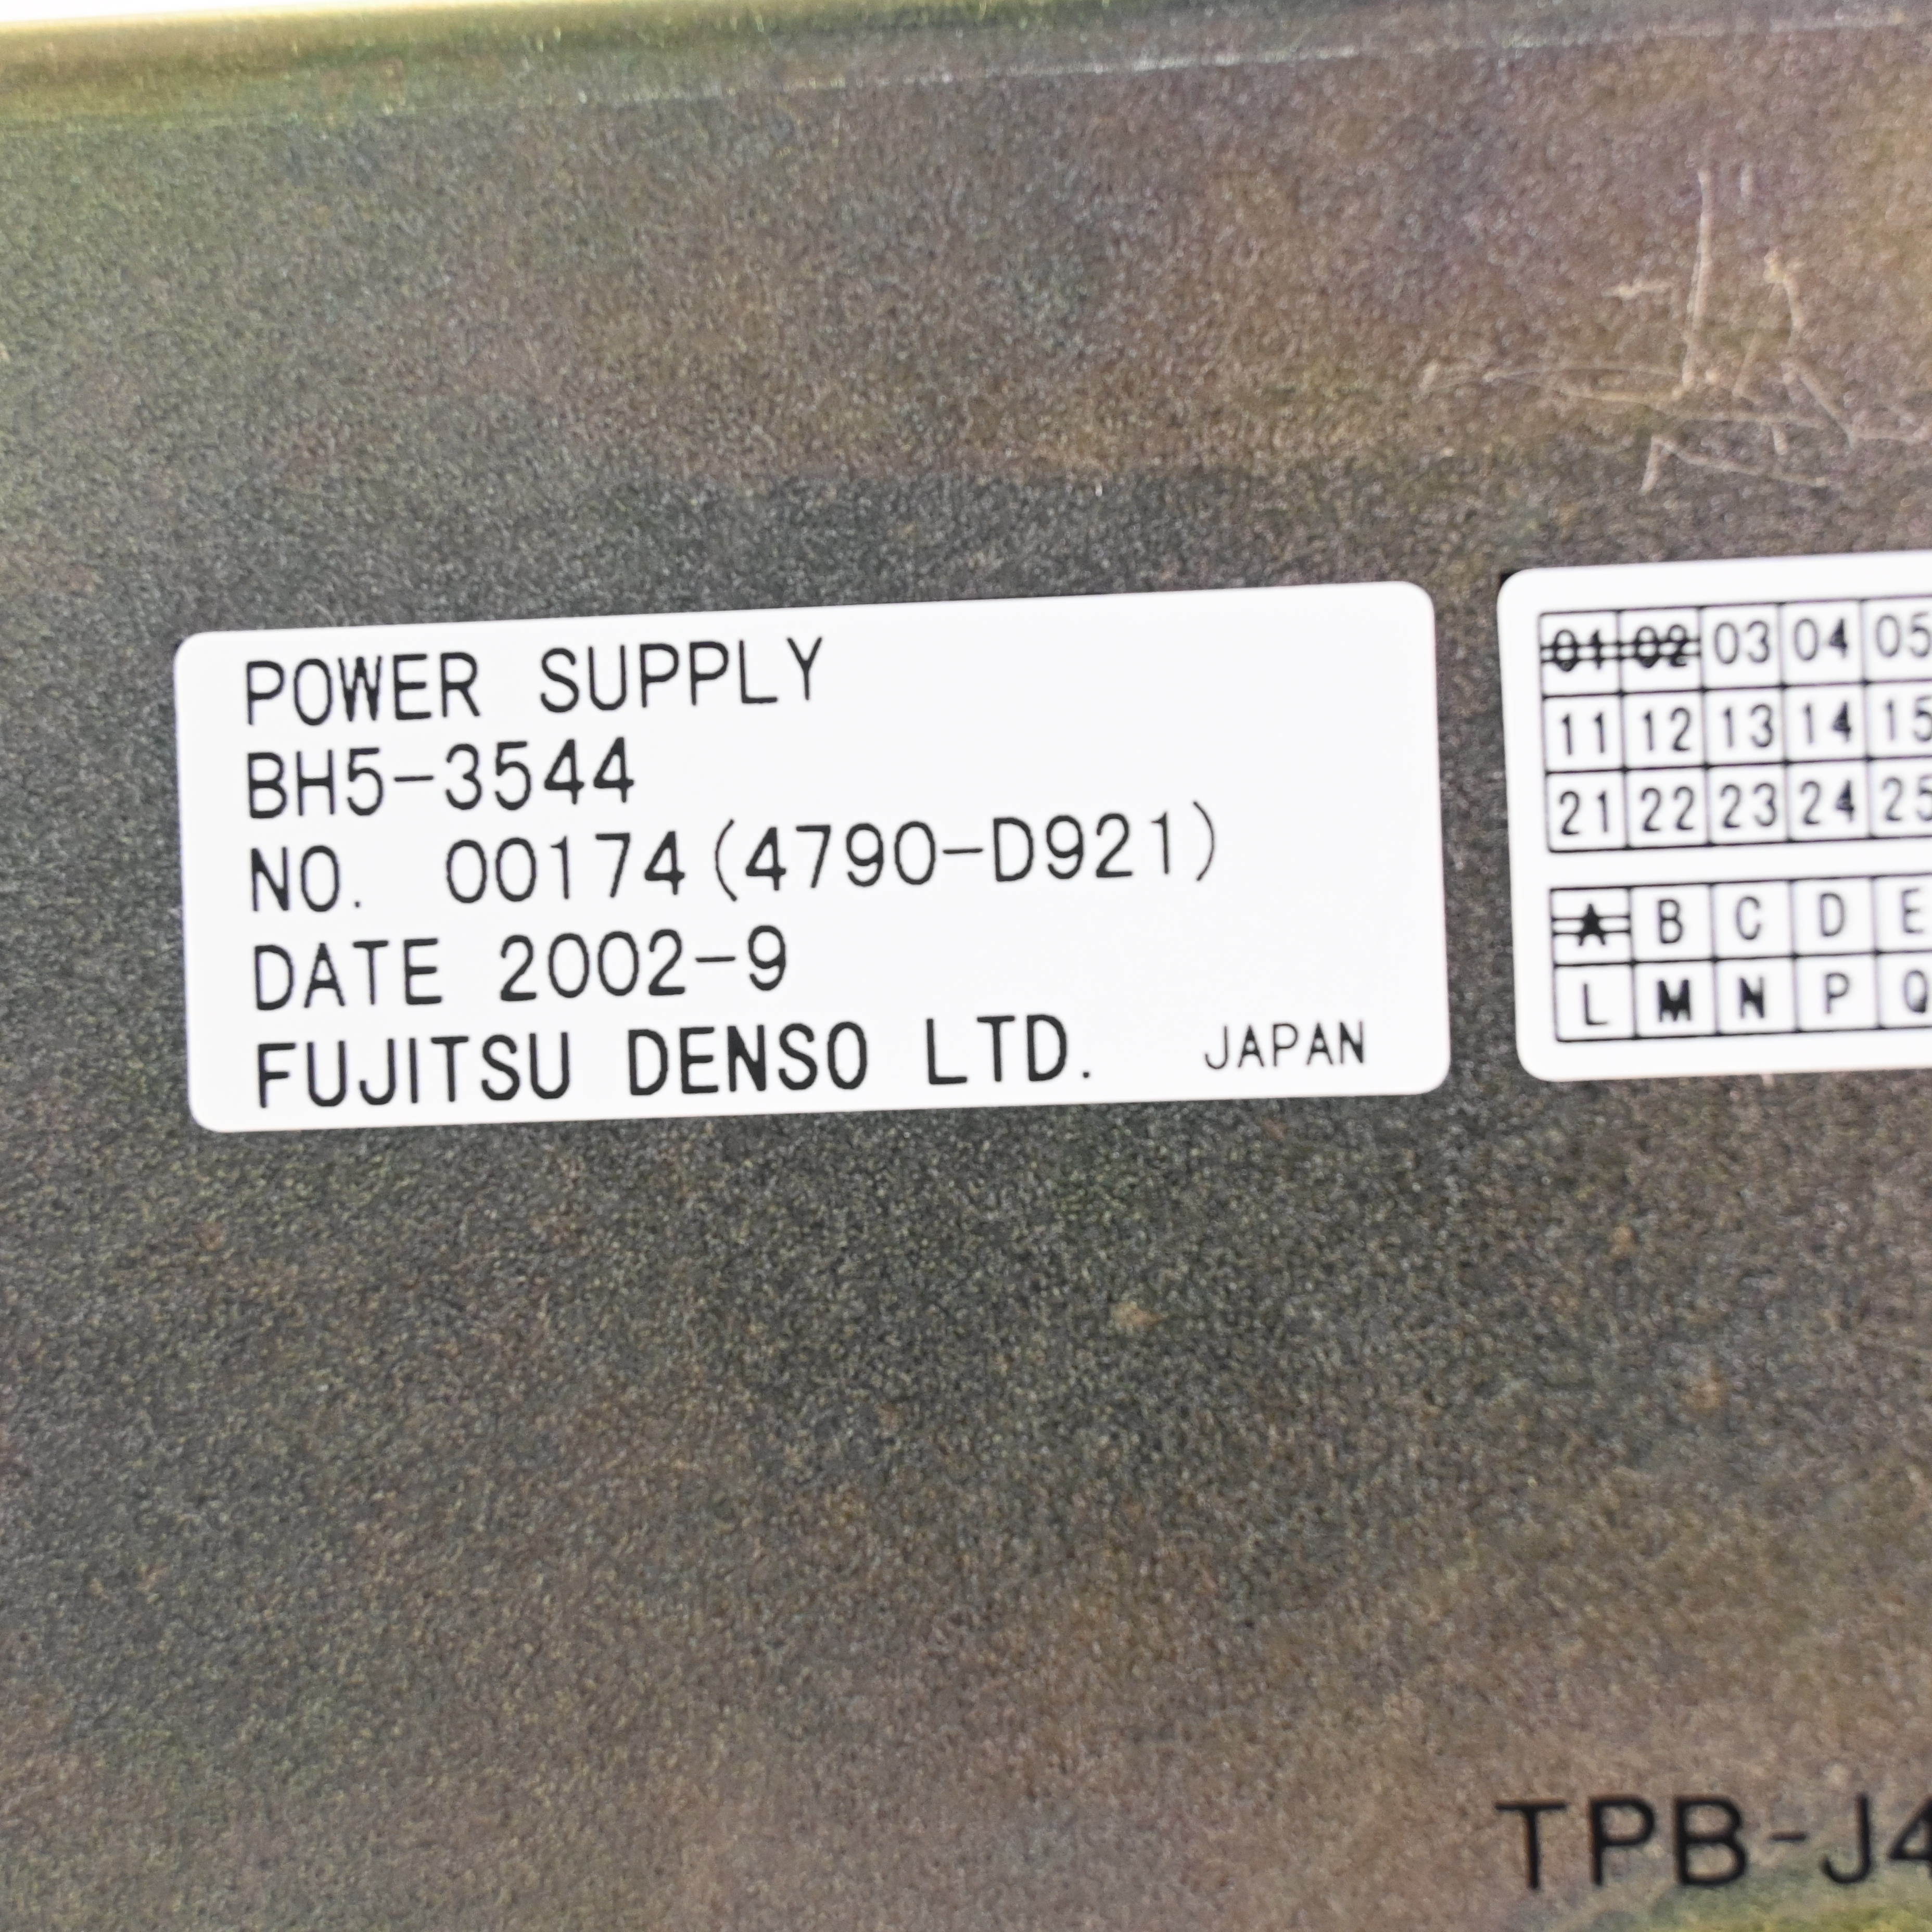 POWER SUPPLY
BH5-3544
NO. 00174(4790-D921)
DATE 2002-9
FUJITSU DENSO LTD. JAPAN
01 02 03 04 05
11 12 13 14 15
21 22 23 24 25
A B C D E
L M N P Q
TPB-J4